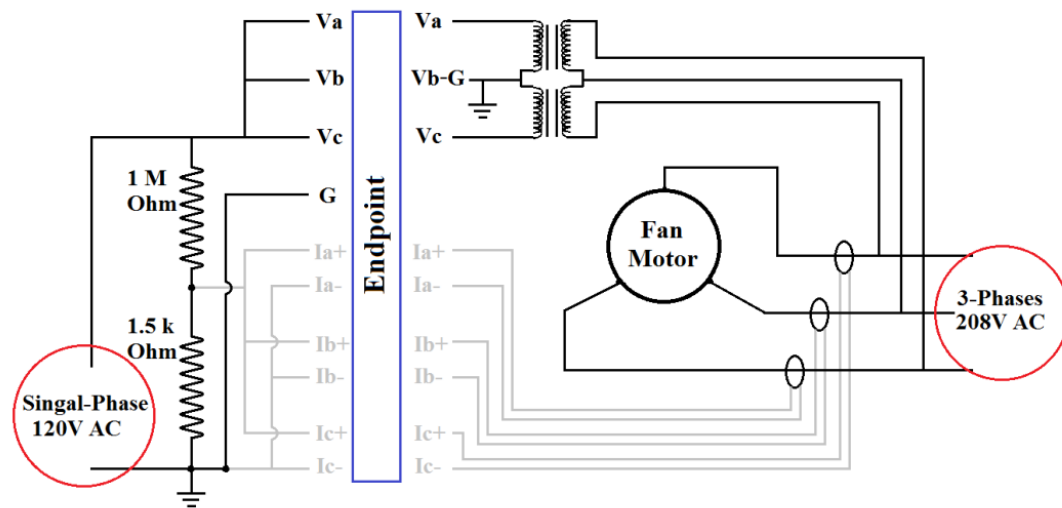 Va
Vb
Vc
G
Ia+
Ia-
Ib+
Ib-
Ic+
Ic-
1 M
Ohm
1.5 k
Ohm
Singal-Phase
120V AC
Endpoint
Va
Vb-G
Vc
Ia+
Ia-
Ib+
Ib-
Ic+
Ic-
Fan
Motor
3-Phases
208V AC